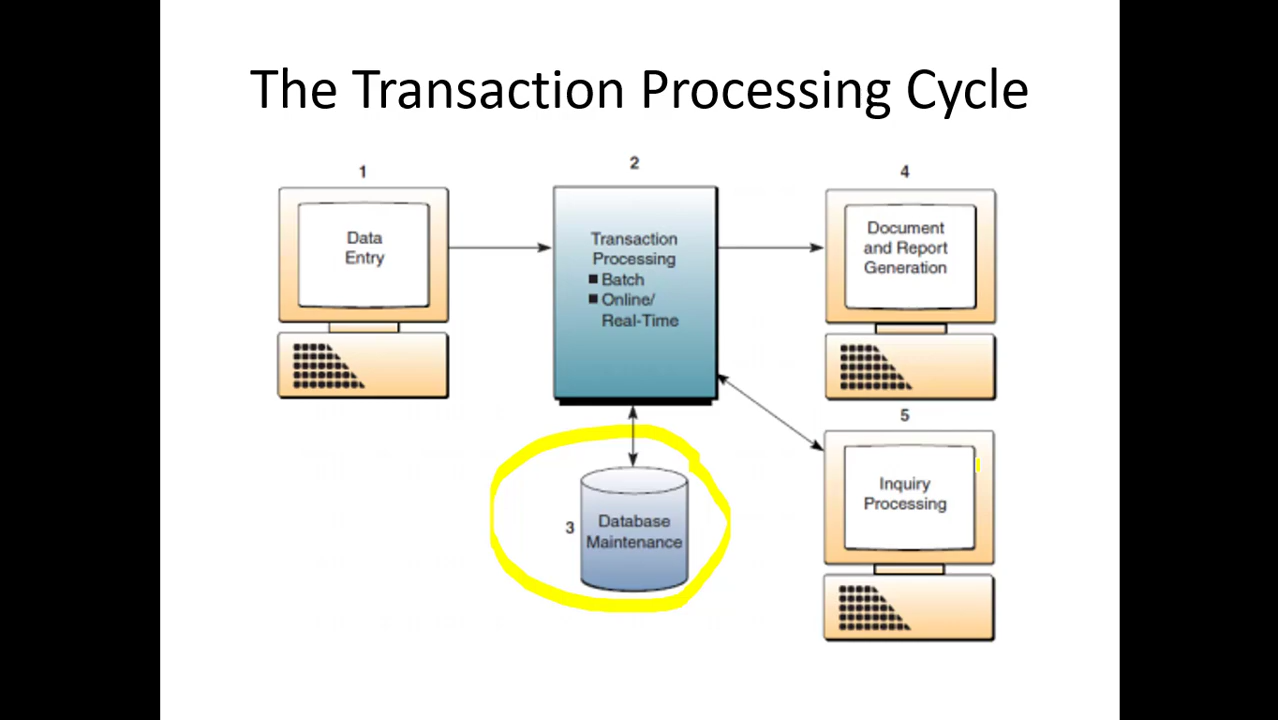 The Transaction Processing Cycle
1
Data
Entry
2
Transaction
Processing
■ Batch
■ Online/
Real-Time
3
Database
Maintenance
4
Document
and Report
Generation
5
Inquiry
Processing